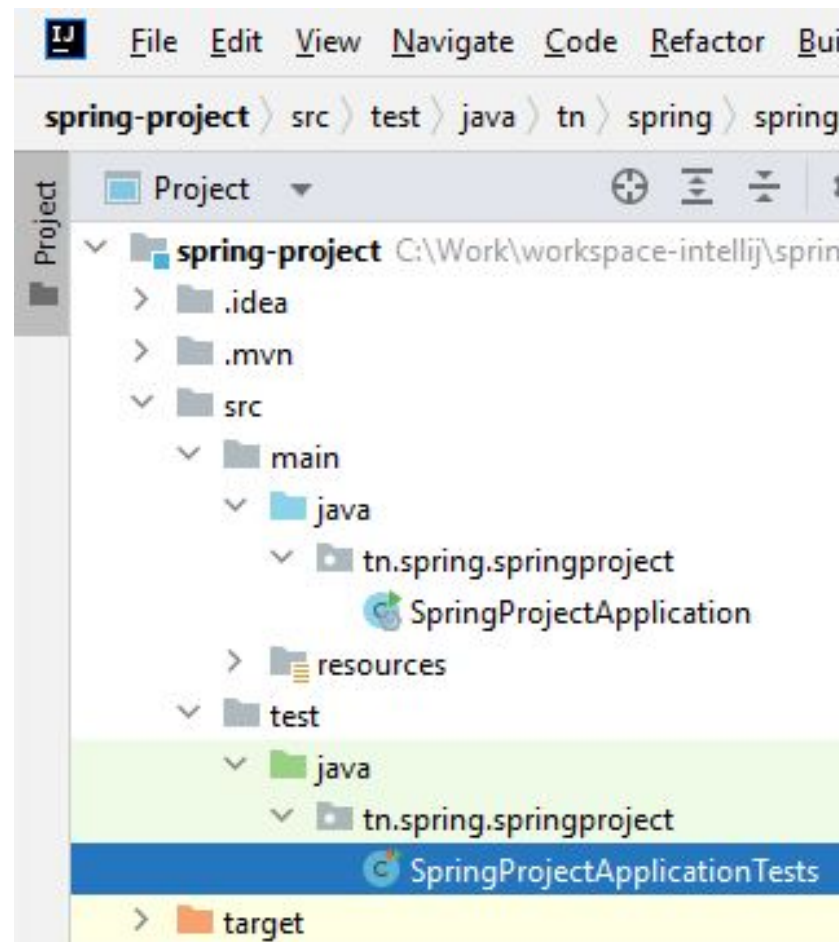 IJ File Edit View Navigate Code Refactor Bui
spring-project src test java tn spring spring
Project
Project
spring-project C:\Work\workspace-intellij\sprin
.idea
.mvn
src
main
java
tn.spring.springproject
SpringProjectApplication
resources
test
java
tn.spring.springproject
SpringProjectApplicationTests
target